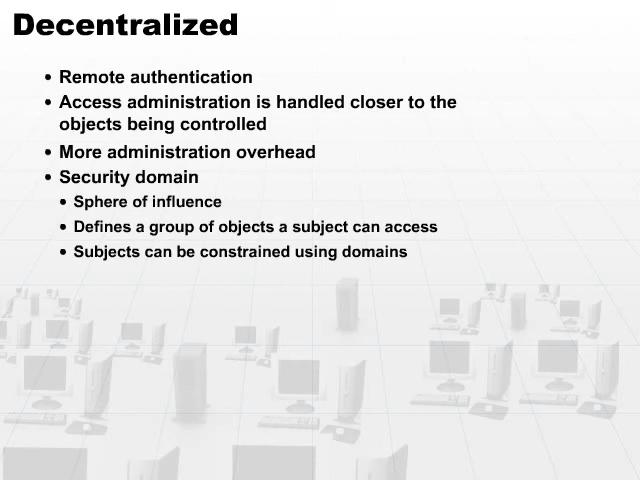 Decentralized
• Remote authentication
• Access administration is handled closer to the
objects being controlled
• More administration overhead
• Security domain
• Sphere of influence
• Defines a group of objects a subject can access
• Subjects can be constrained using domains